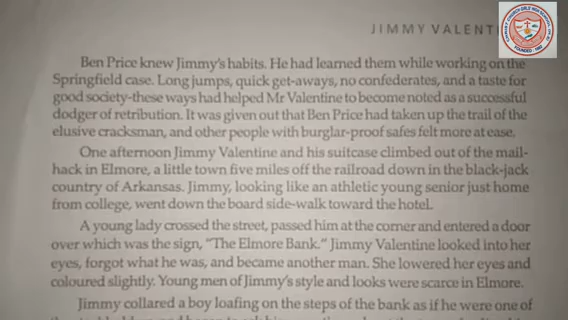 JIMMY VALENTI
Ben Price knew Jimmy's habits. He had learned them while working on the
Springfield case. Long jumps, quick get-aways, no confederates, and a taste for
good society-these ways had helped Mr Valentine to become noted as a successful
dodger of retribution. It was given out that Ben Price had taken up the trail of the
elusive cracksman, and other people with burglar-proof safes felt more at ease.
One afternoon Jimmy Valentine and his suitcase climbed out of the mail-
hack in Elmore, a little town five miles off the railroad down in the black-jack
country of Arkansas. Jimmy, looking like an athletic young senior just home
from college, went down the board side-walk toward the hotel.
A young lady crossed the street, passed him at the corner and entered a door
over which was the sign, "The Elmore Bank." Jimmy Valentine looked into her
eyes, forgot what he was, and became another man. She lowered her eyes and
coloured slightly. Young men of Jimmy's style and looks were scarce in Elmore.
Jimmy collared a boy loafing on the steps of the bank as if he were one of